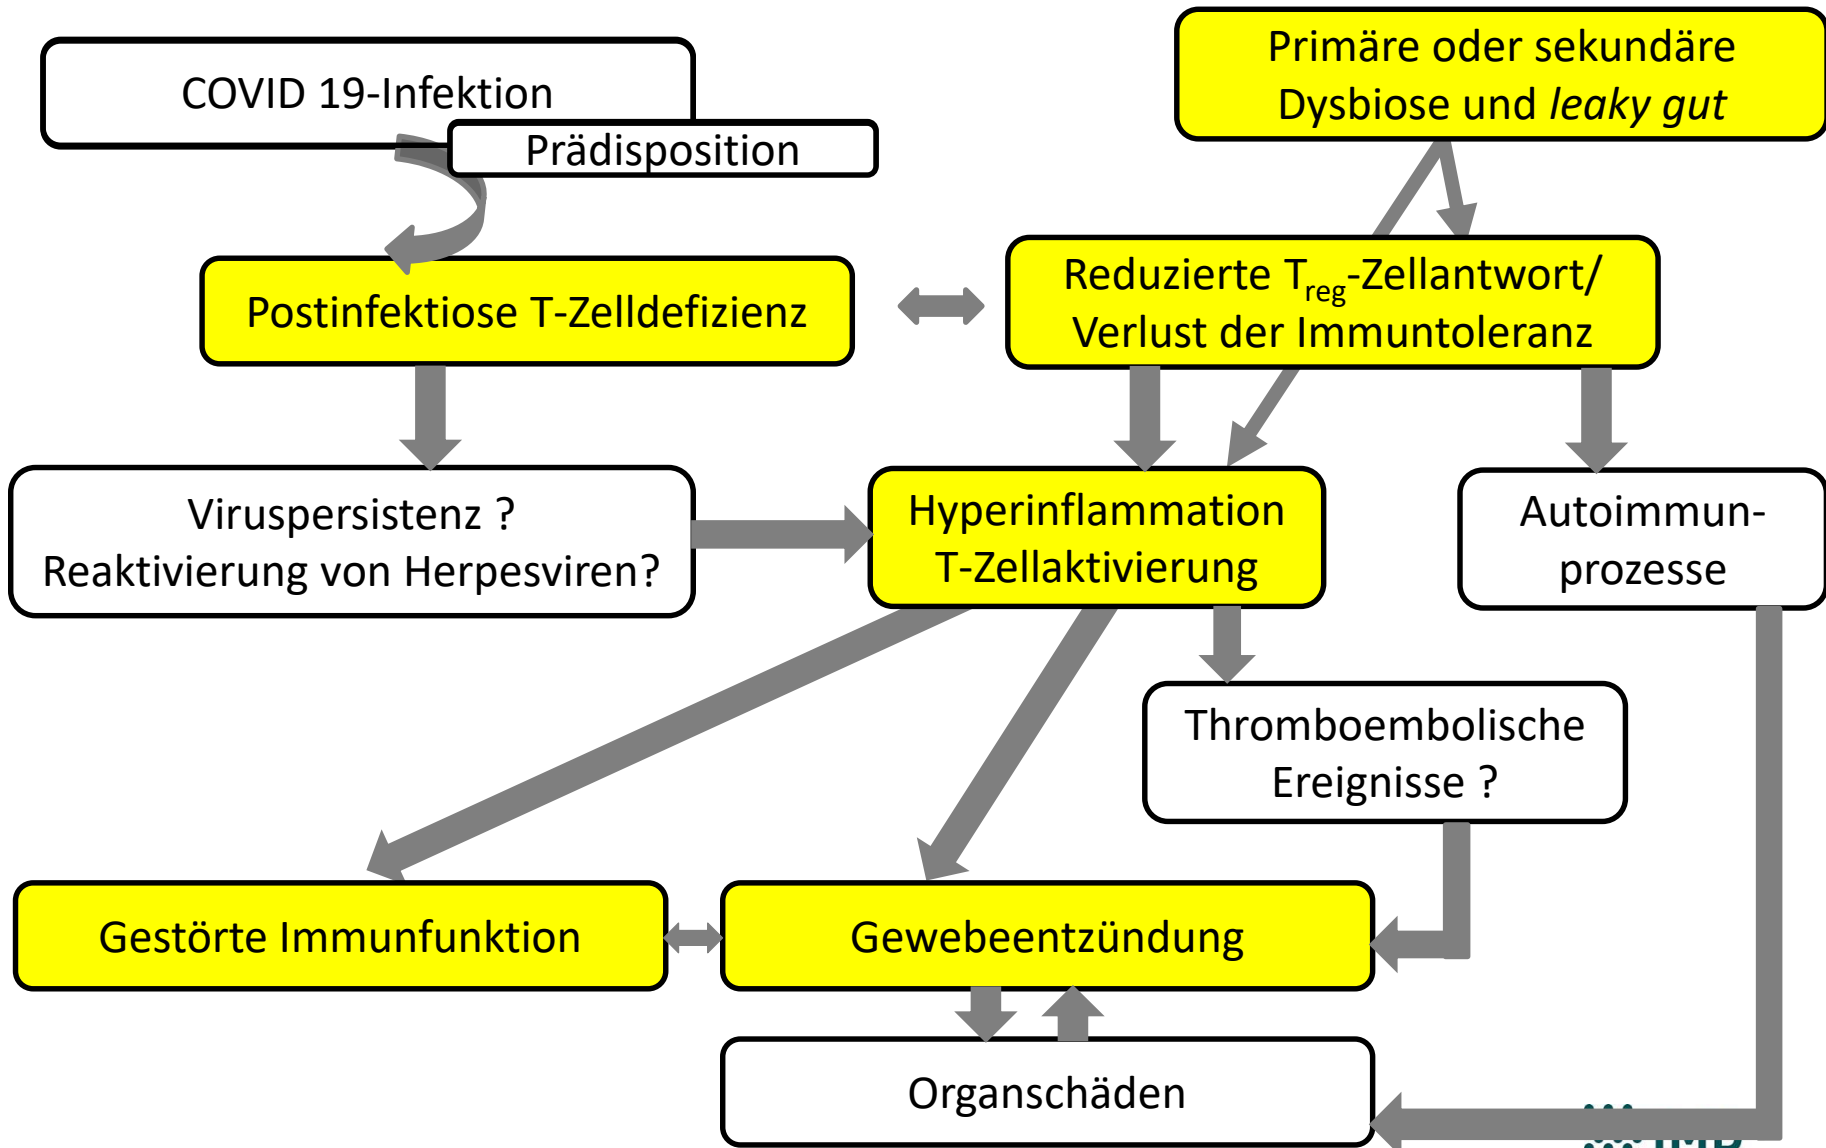 COVID 19-Infektion
Prädisposition
Primäre oder sekundäre
Dysbiose und leaky gut
Postinfektiose T-Zelldefizienz
Reduzierte Treg-Zellantwort/
Verlust der Immuntoleranz
Viruspersistenz ?
Reaktivierung von Herpesviren?
Hyperinflammation
T-Zellaktivierung
Autoimmun-
prozesse
Thromboembolische
Ereignisse ?
Gestörte Immunfunktion
Gewebeentzündung
Organschäden